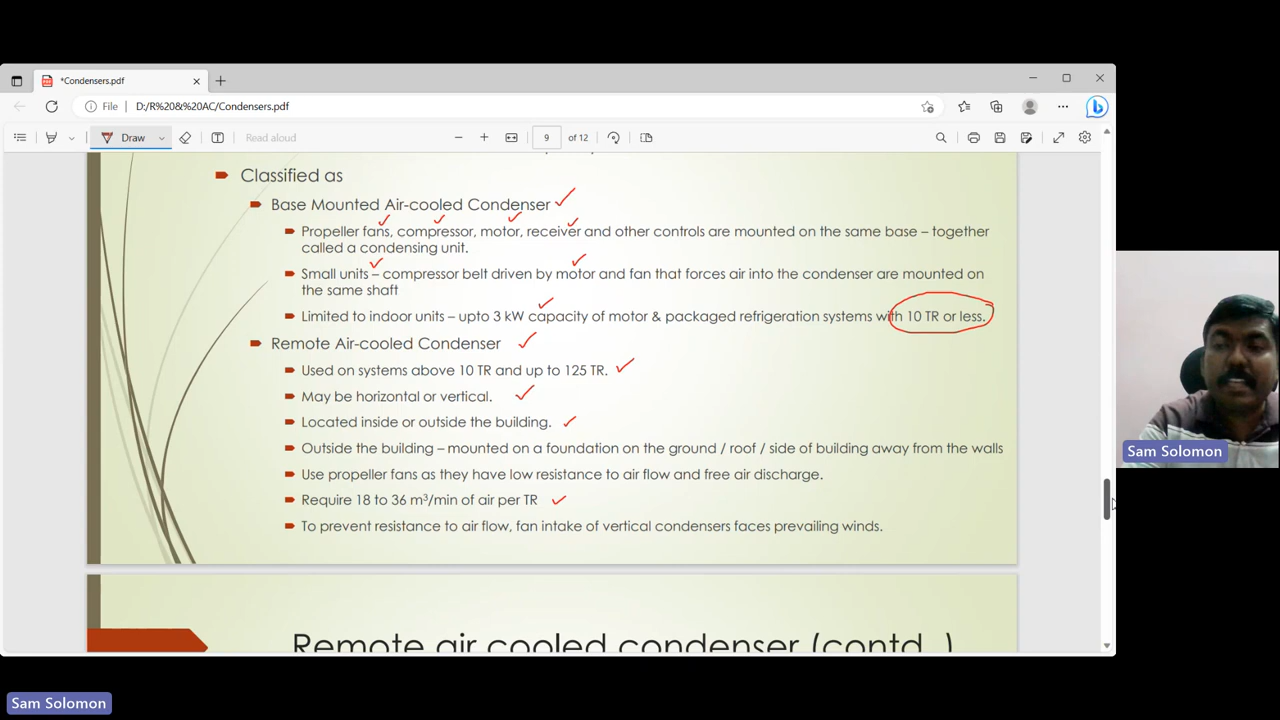 *Condensers.pdf
File
D:/R%20&%20AC/Condensers.pdf
Draw
Read aloud
9
of 12
Classified as
Base Mounted Air-cooled Condenser
Propeller fans, compressor, motor, receiver and other controls are mounted on the same base – together
called a condensing unit.
Small units – compressor belt driven by motor and fan that forces air into the condenser are mounted on
the same shaft
Limited to indoor units – upto 3 kW capacity of motor & packaged refrigeration systems with 10 TR or less.
Remote Air-cooled Condenser
Used on systems above 10 TR and up to 125 TR.
May be horizontal or vertical.
Located inside or outside the building.
Outside the building – mounted on a foundation on the ground / roof / side of building away from the walls
Use propeller fans as they have low resistance to air flow and free air discharge.
Require 18 to 36 m³/min of air per TR
To prevent resistance to air flow, fan intake of vertical condensers faces prevailing winds.
Remote air cooled condenser (contd..)
Sam Solomon
Sam Solomon